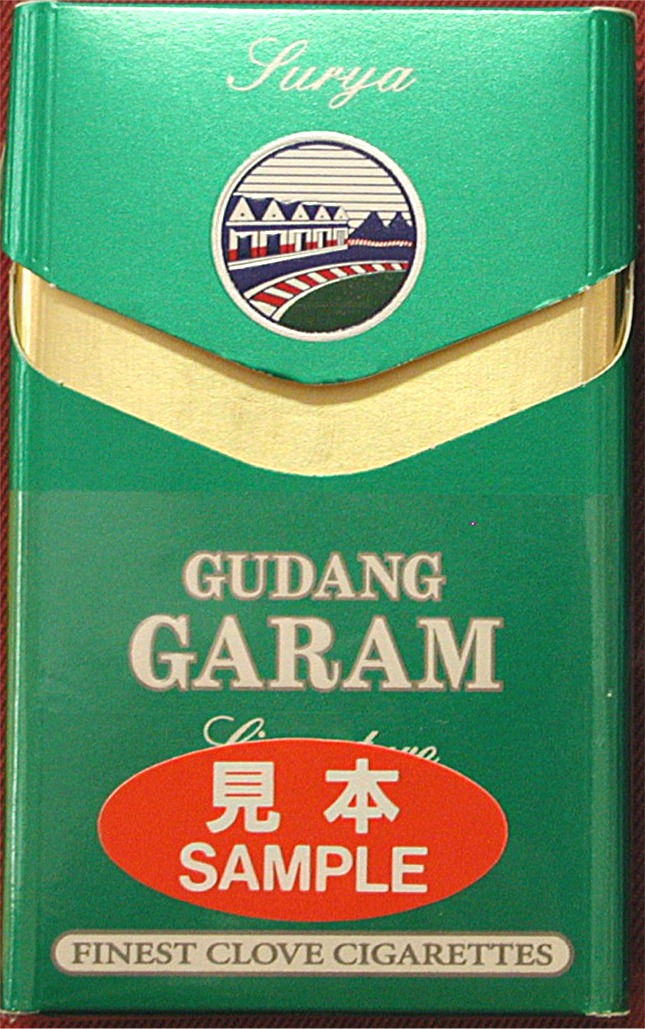 Surya
GUDANG
GARAM
見本
SAMPLE
FINEST CLOVE CIGARETTES